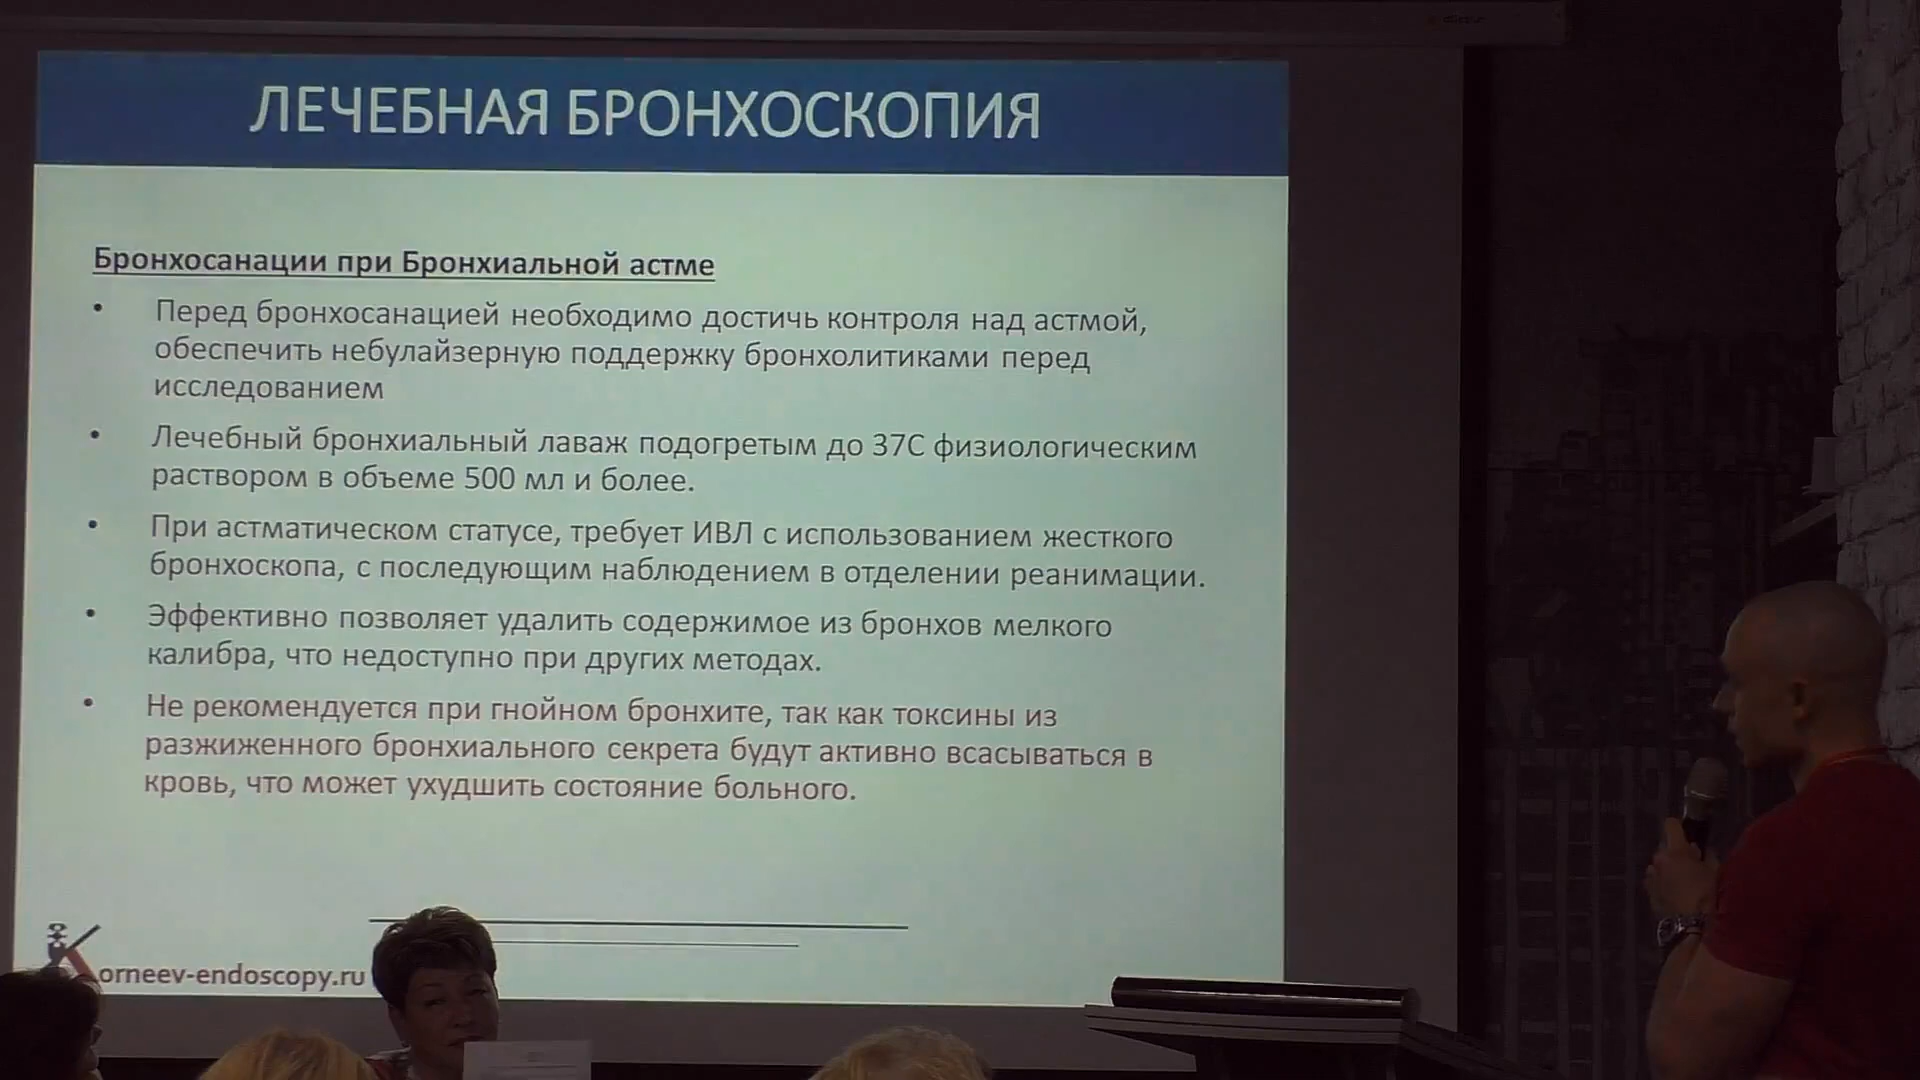 ЛЕЧЕБНАЯ БРОНХОСКОПИЯ
Бронхосанации при Бронхиальной астме
• Перед бронхосанацией необходимо достичь контроля над астмой,
обеспечить небулайзерную поддержку бронхолитиками перед
исследованием
• Лечебный бронхиальный лаваж подогретым до 37С физиологическим
раствором в объеме 500 мл и более.
• При астматическом статусе, требует ИВЛ с использованием жесткого
бронхоскопа, с последующим наблюдением в отделении реанимации.
• Эффективно позволяет удалить содержимое из бронхов мелкого
калибра, что недоступно при других методах.
• Не рекомендуется при гнойном бронхите, так как токсины из
разжиженного бронхиального секрета будут активно всасываться в
кровь, что может ухудшить состояние больного.
Korneev-endoscopy.ru